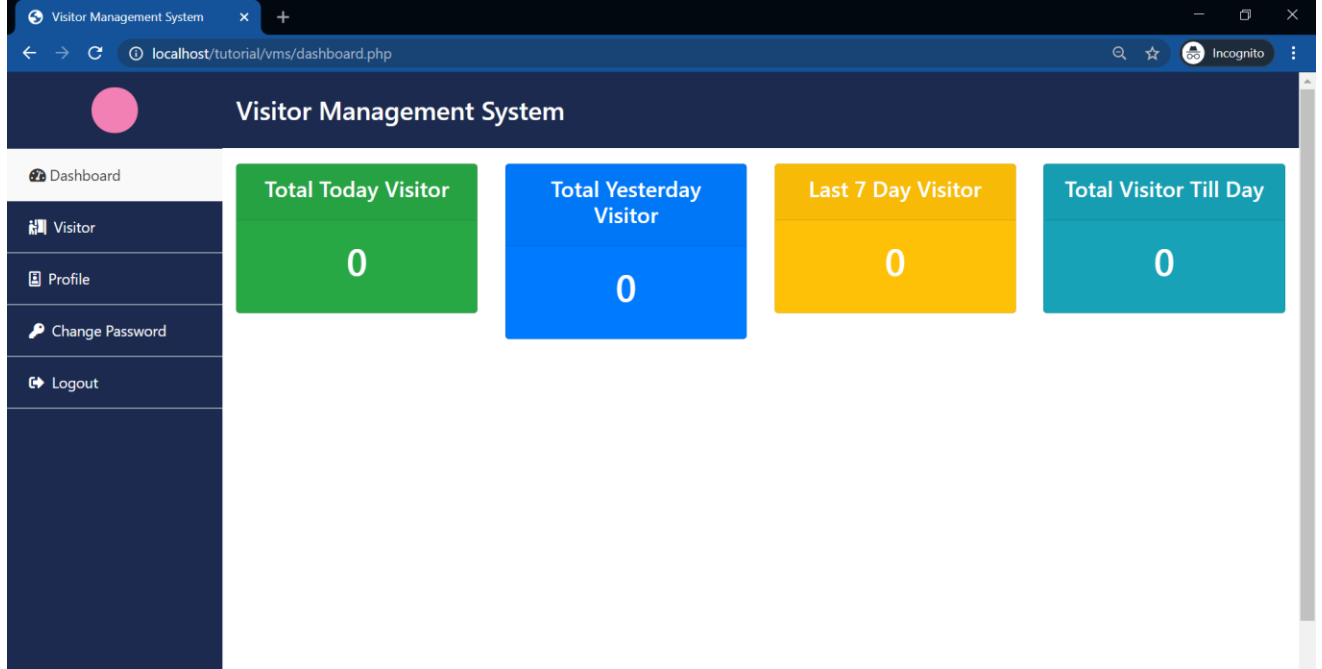 Visitor Management System
localhost/tutorial/vms/dashboard.php
Incognito
Visitor Management System
Dashboard
Visitor
Profile
Change Password
Logout
Total Today Visitor
0
Total Yesterday
Visitor
0
Last 7 Day Visitor
0
Total Visitor Till Day
0